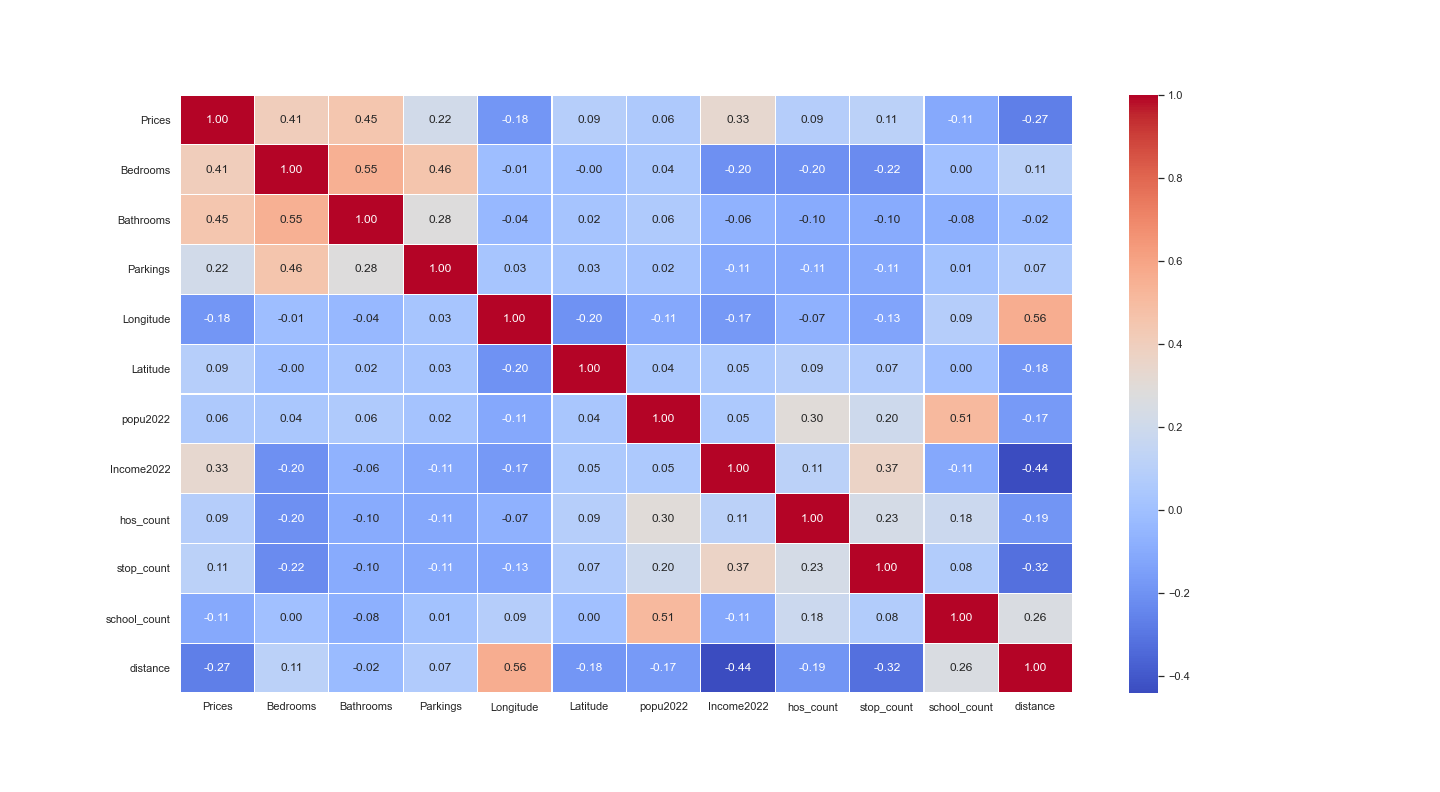 1.0
Prices 1.00 0.41 0.45 0.22 -0.18 0.09 0.06 0.33 0.09 0.11 -0.11 -0.27
0.8
Bedrooms 0.41 1.00 0.55 0.46 -0.01 -0.00 0.04 -0.20 -0.20 -0.22 0.00 0.11
Bathrooms 0.45 0.55 1.00 0.28 -0.04 0.02 0.06 -0.06 -0.10 -0.10 -0.08 -0.02
0.6
Parkings 0.22 0.46 0.28 1.00 0.03 0.03 0.02 -0.11 -0.11 -0.11 0.01 0.07
Longitude -0.18 -0.01 -0.04 0.03 1.00 -0.20 -0.11 -0.17 -0.07 -0.13 0.09 0.56
0.4
Latitude 0.09 -0.00 0.02 0.03 -0.20 1.00 0.04 0.05 0.09 0.07 0.00 -0.18
popu2022 0.06 0.04 0.06 0.02 -0.11 0.04 1.00 0.05 0.30 0.20 0.51 -0.17
0.2
Income2022 0.33 -0.20 -0.06 -0.11 -0.17 0.05 0.05 1.00 0.11 0.37 -0.11 -0.44
0.0
hos_count 0.09 -0.20 -0.10 -0.11 -0.07 0.09 0.30 0.11 1.00 0.23 0.18 -0.19
stop_count 0.11 -0.22 -0.10 -0.11 -0.13 0.07 0.20 0.37 0.23 1.00 0.08 -0.32
−0.2
school_count -0.11 0.00 -0.08 0.01 0.09 0.00 0.51 -0.11 0.18 0.08 1.00 0.26
distance -0.27 0.11 -0.02 0.07 0.56 -0.18 -0.17 -0.44 -0.19 -0.32 0.26 1.00
−0.4
Prices Bedrooms Bathrooms Parkings Longitude Latitude popu2022 Income2022 hos_count stop_count school_count distance